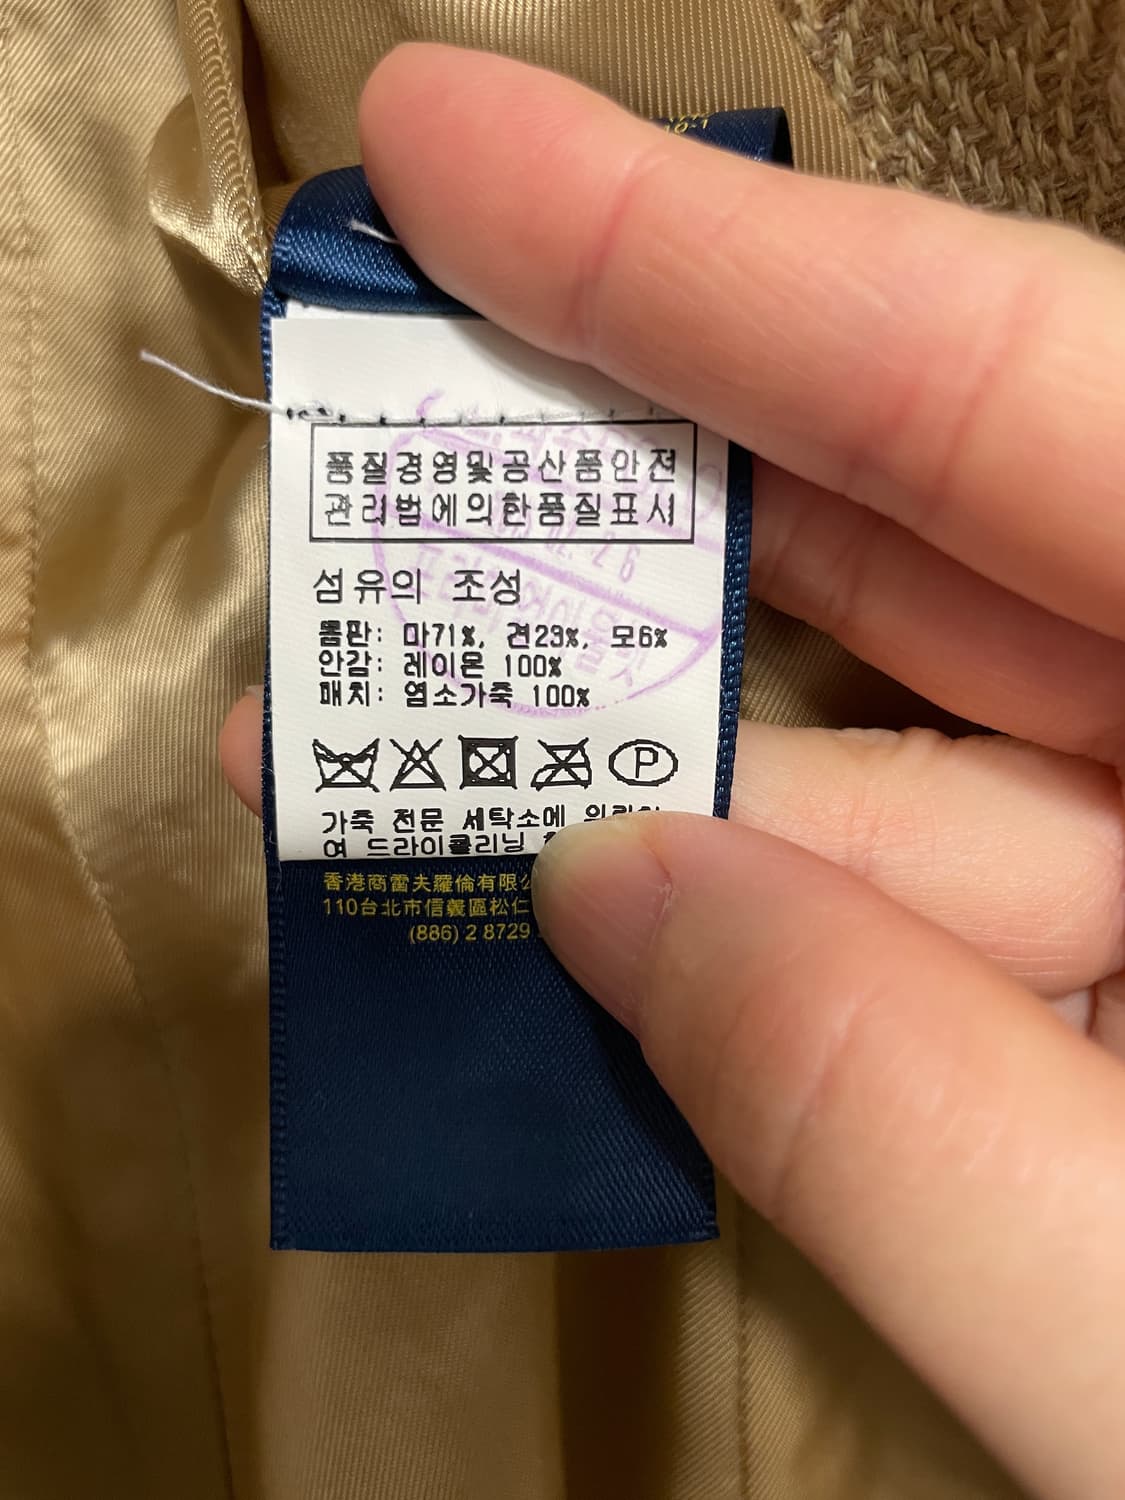 품질경영및공산품안전
관리법에의한품질표시
섬유의 조성
몸판: 마71%, 견23%, 모6%
안감: 레이온 100%
패치: 염소가죽 100%
P
가죽 전문 세탁소에
여 드라이클리닝
香港商雷夫羅倫有限
110台北市信義區松仁
(886) 2 8729